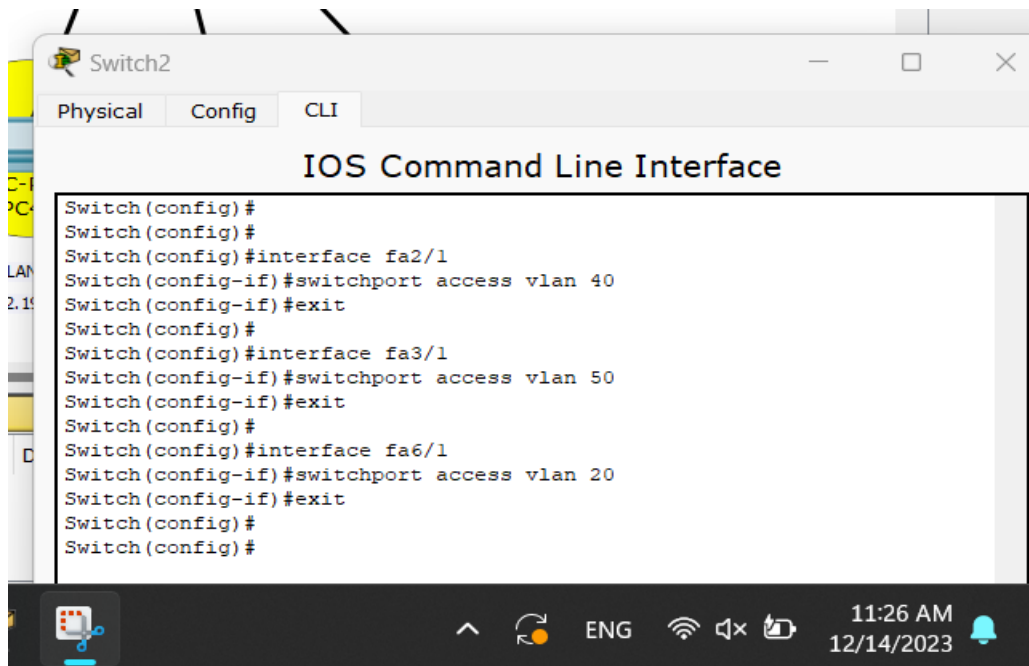 Switch2
Physical Config CLI
IOS Command Line Interface
Switch(config)#
Switch(config)#
Switch(config)#interface fa2/1
Switch(config-if)#switchport access vlan 40
Switch(config-if)#exit
Switch(config)#
Switch(config)#interface fa3/1
Switch(config-if)#switchport access vlan 50
Switch(config-if)#exit
Switch(config)#
Switch(config)#interface fa6/1
Switch(config-if)#switchport access vlan 20
Switch(config-if)#exit
Switch(config)#
Switch(config)#
ENG
11:26 AM
12/14/2023